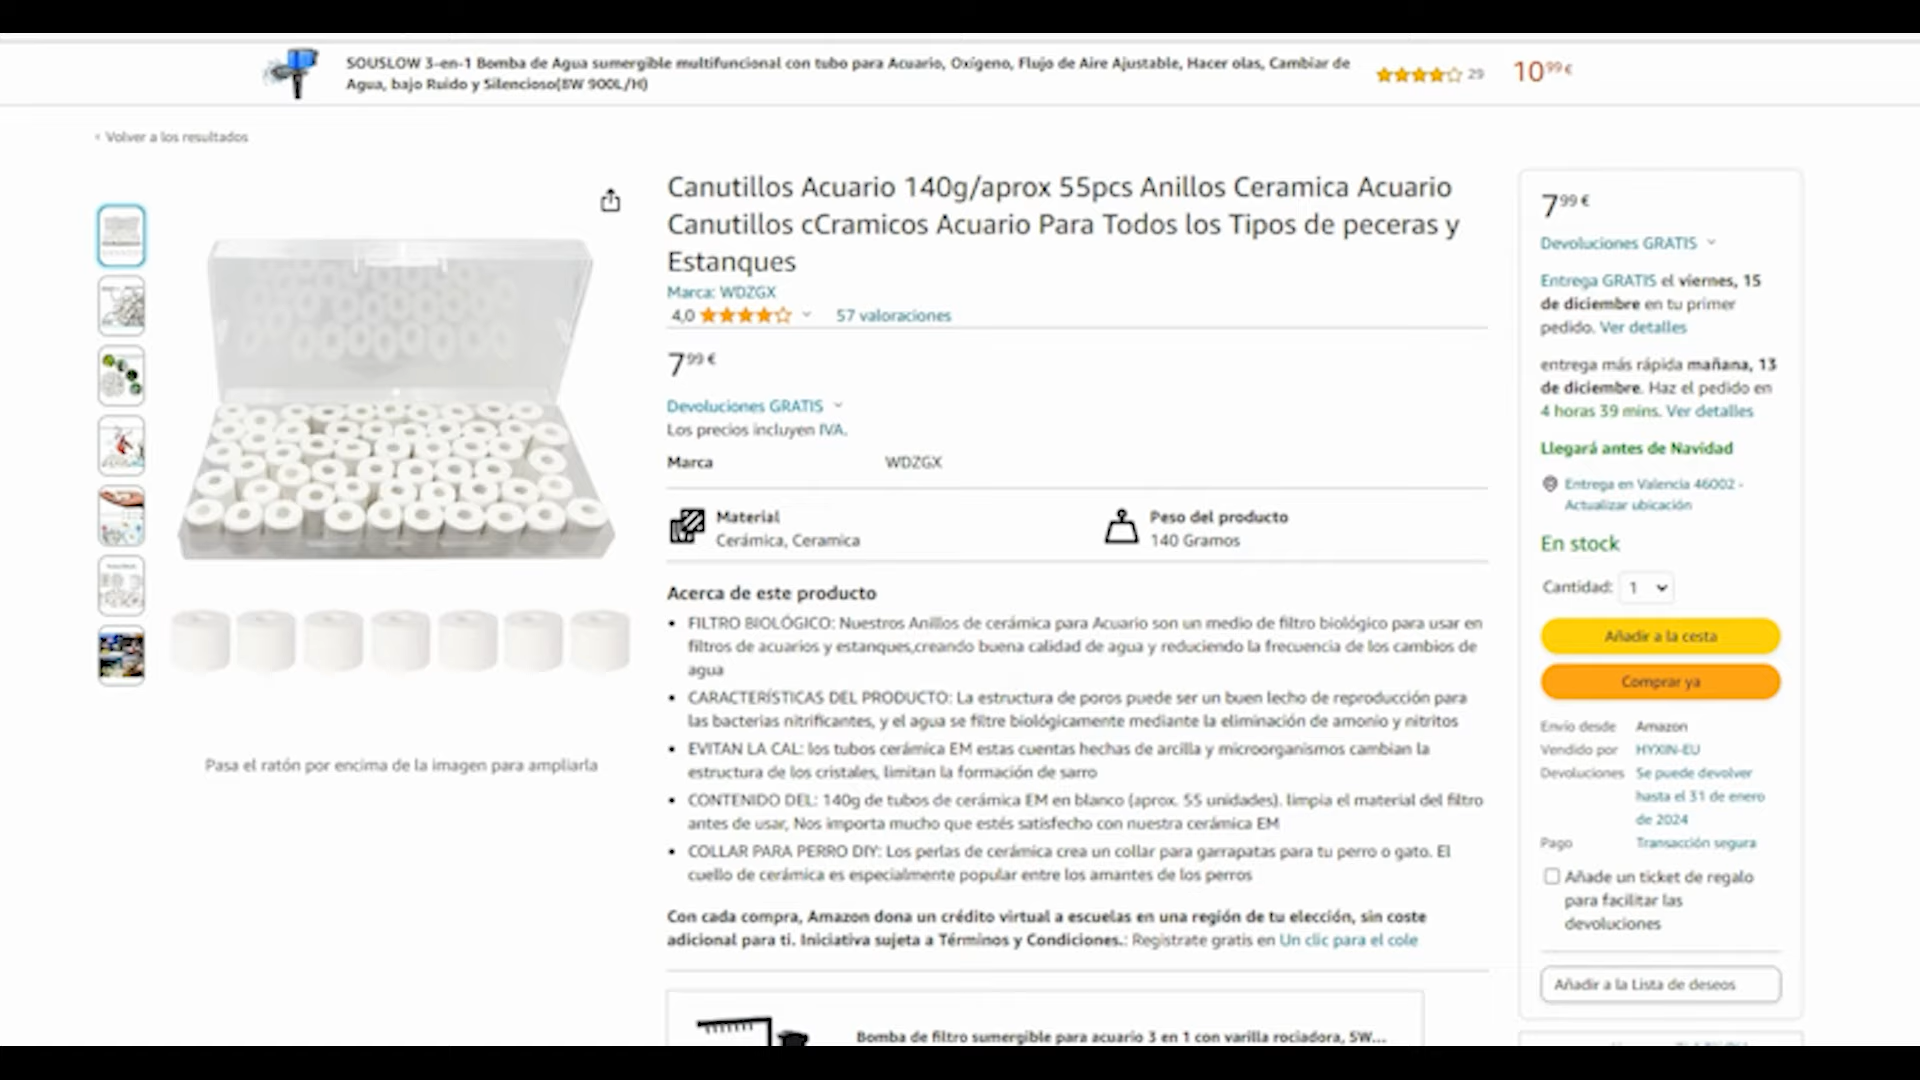 SOUSLOW 3-en-1 Bomba de Agua sumergible multifuncional con tubo para Acuario, Oxígeno, Flujo de Aire Ajustable, Hacer olas, Cambiar de
Agua, bajo Ruido y Silencioso(8W 900L/H)
29
10⁹⁹€
‹ Volver a los resultados
Canutillos Acuario 140g/aprox 55pcs Anillos Ceramica Acuario
Canutillos cCramicos Acuario Para Todos los Tipos de peceras y
Estanques
Marca: WDZGX
4,0
57 valoraciones
7⁹⁹€
Devoluciones GRATIS
Los precios incluyen IVA.
Marca WDZGX
Material
Cerámica, Ceramica
Peso del producto
140 Gramos
Acerca de este producto
• FILTRO BIOLÓGICO: Nuestros Anillos de cerámica para Acuario son un medio de filtro biológico para usar en
filtros de acuarios y estanques,creando buena calidad de agua y reduciendo la frecuencia de los cambios de
agua
• CARACTERÍSTICAS DEL PRODUCTO: La estructura de poros puede ser un buen lecho de reproducción para
las bacterias nitrificantes, y el agua se filtre biológicamente mediante la eliminación de amonio y nitritos
• EVITAN LA CAL: los tubos cerámica EM estas cuentas hechas de arcilla y microorganismos cambian la
estructura de los cristales, limitan la formación de sarro
• CONTENIDO DEL: 140g de tubos de cerámica EM en blanco (aprox. 55 unidades). limpia el material del filtro
antes de usar, Nos importa mucho que estés satisfecho con nuestra cerámica EM
• COLLAR PARA PERRO DIY: Los perlas de cerámica crea un collar para garrapatas para tu perro o gato. El
cuello de cerámica es especialmente popular entre los amantes de los perros
Con cada compra, Amazon dona un crédito virtual a escuelas en una región de tu elección, sin coste
adicional para ti. Iniciativa sujeta a Términos y Condiciones.: Registrate gratis en Un clic para el cole
Bomba de filtro sumergible para acuario 3 en 1 con varilla rociadora, 5W...
Pasa el ratón por encima de la imagen para ampliarla
7⁹⁹€
Devoluciones GRATIS
Entrega GRATIS el viernes, 15
de diciembre en tu primer
pedido. Ver detalles
entrega más rápida mañana, 13
de diciembre. Haz el pedido en
4 horas 39 mins. Ver detalles
Llegará antes de Navidad
Entrega en Valencia 46002 -
Actualizar ubicación
En stock
Cantidad: 1
Añadir a la cesta
Comprar ya
Envío desde Amazon
Vendido por HYXIN-EU
Devoluciones Se puede devolver
hasta el 31 de enero
de 2024
Pago Transacción segura
Añade un ticket de regalo
para facilitar las
devoluciones
Añadir a la Lista de deseos